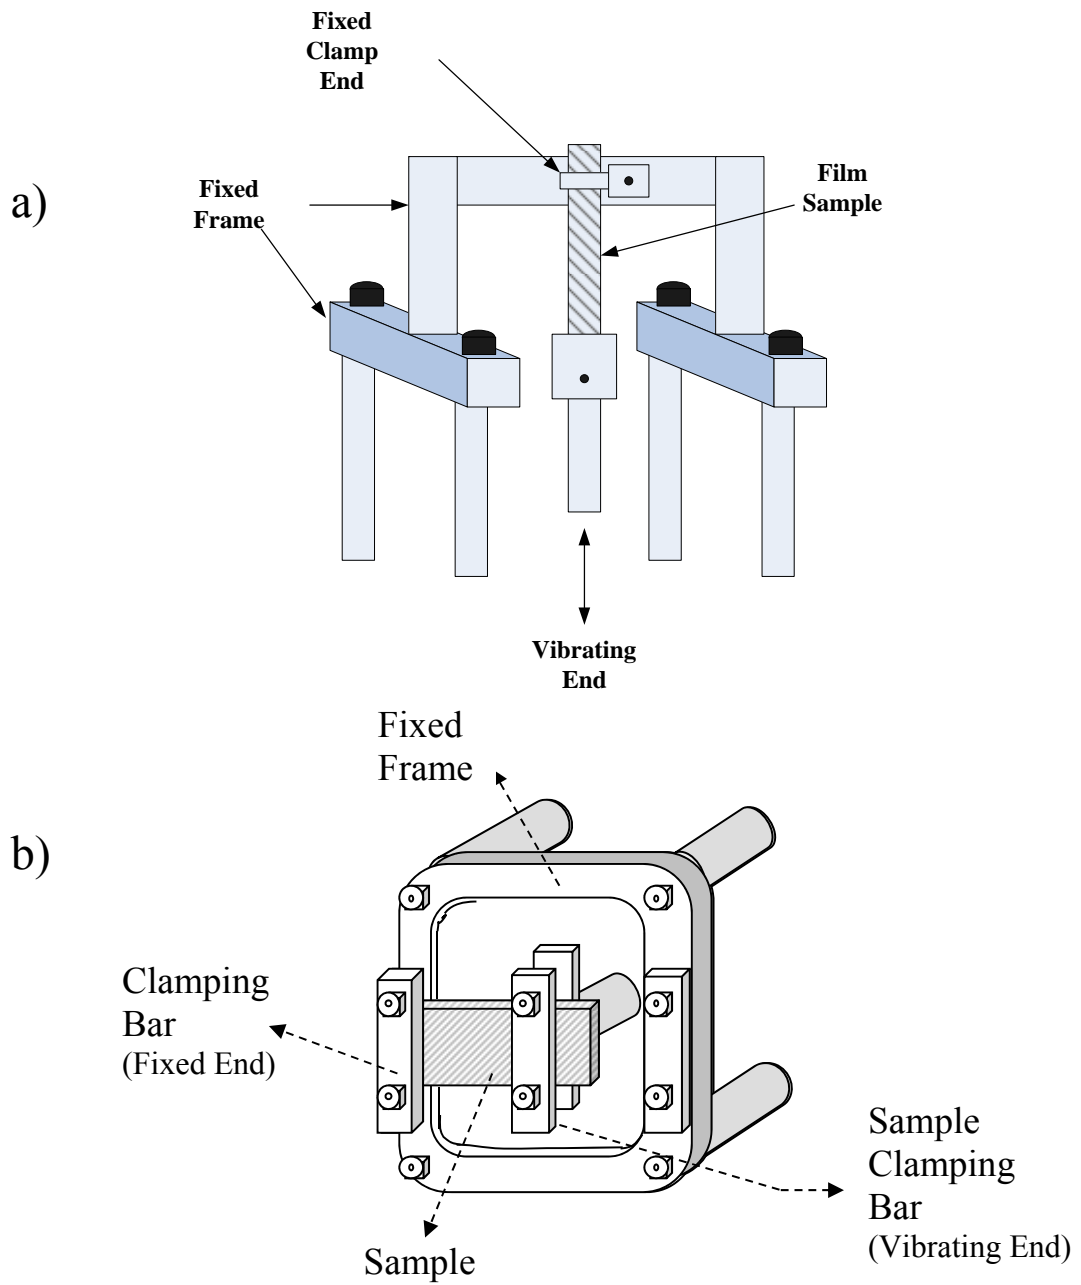 Fixed
Clamp
End
a)
Fixed
Frame
Film
Sample
Vibrating
End
Fixed
Frame
b)
Clamping
Bar
(Fixed End)
Sample
Clamping
Bar
(Vibrating End)
Sample